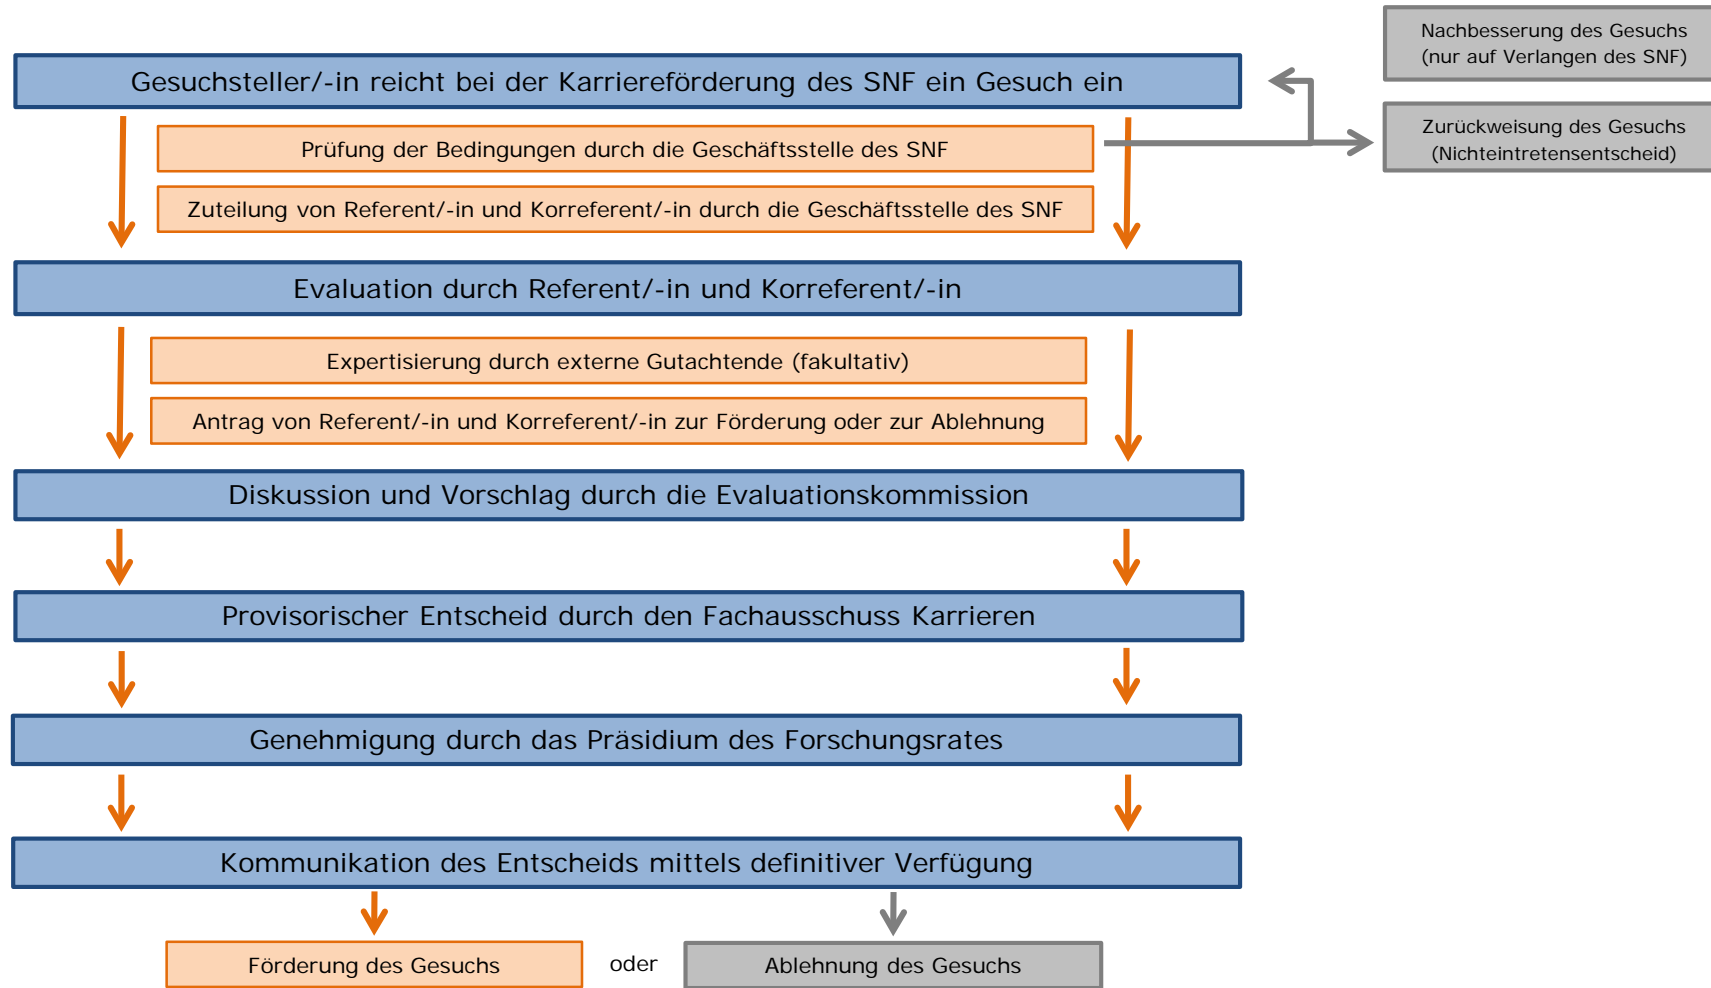 Nachbesserung des Gesuchs
(nur auf Verlangen des SNF)
Gesuchsteller/-in reicht bei der Karriereförderung des SNF ein Gesuch ein
Zurückweisung des Gesuchs
(Nichteintretensentscheid)
Prüfung der Bedingungen durch die Geschäftsstelle des SNF
Zuteilung von Referent/-in und Korreferent/-in durch die Geschäftsstelle des SNF
Evaluation durch Referent/-in und Korreferent/-in
Expertisierung durch externe Gutachtende (fakultativ)
Antrag von Referent/-in und Korreferent/-in zur Förderung oder zur Ablehnung
Diskussion und Vorschlag durch die Evaluationskommission
Provisorischer Entscheid durch den Fachausschuss Karrieren
Genehmigung durch das Präsidium des Forschungsrates
Kommunikation des Entscheids mittels definitiver Verfügung
Förderung des Gesuchs oder Ablehnung des Gesuchs